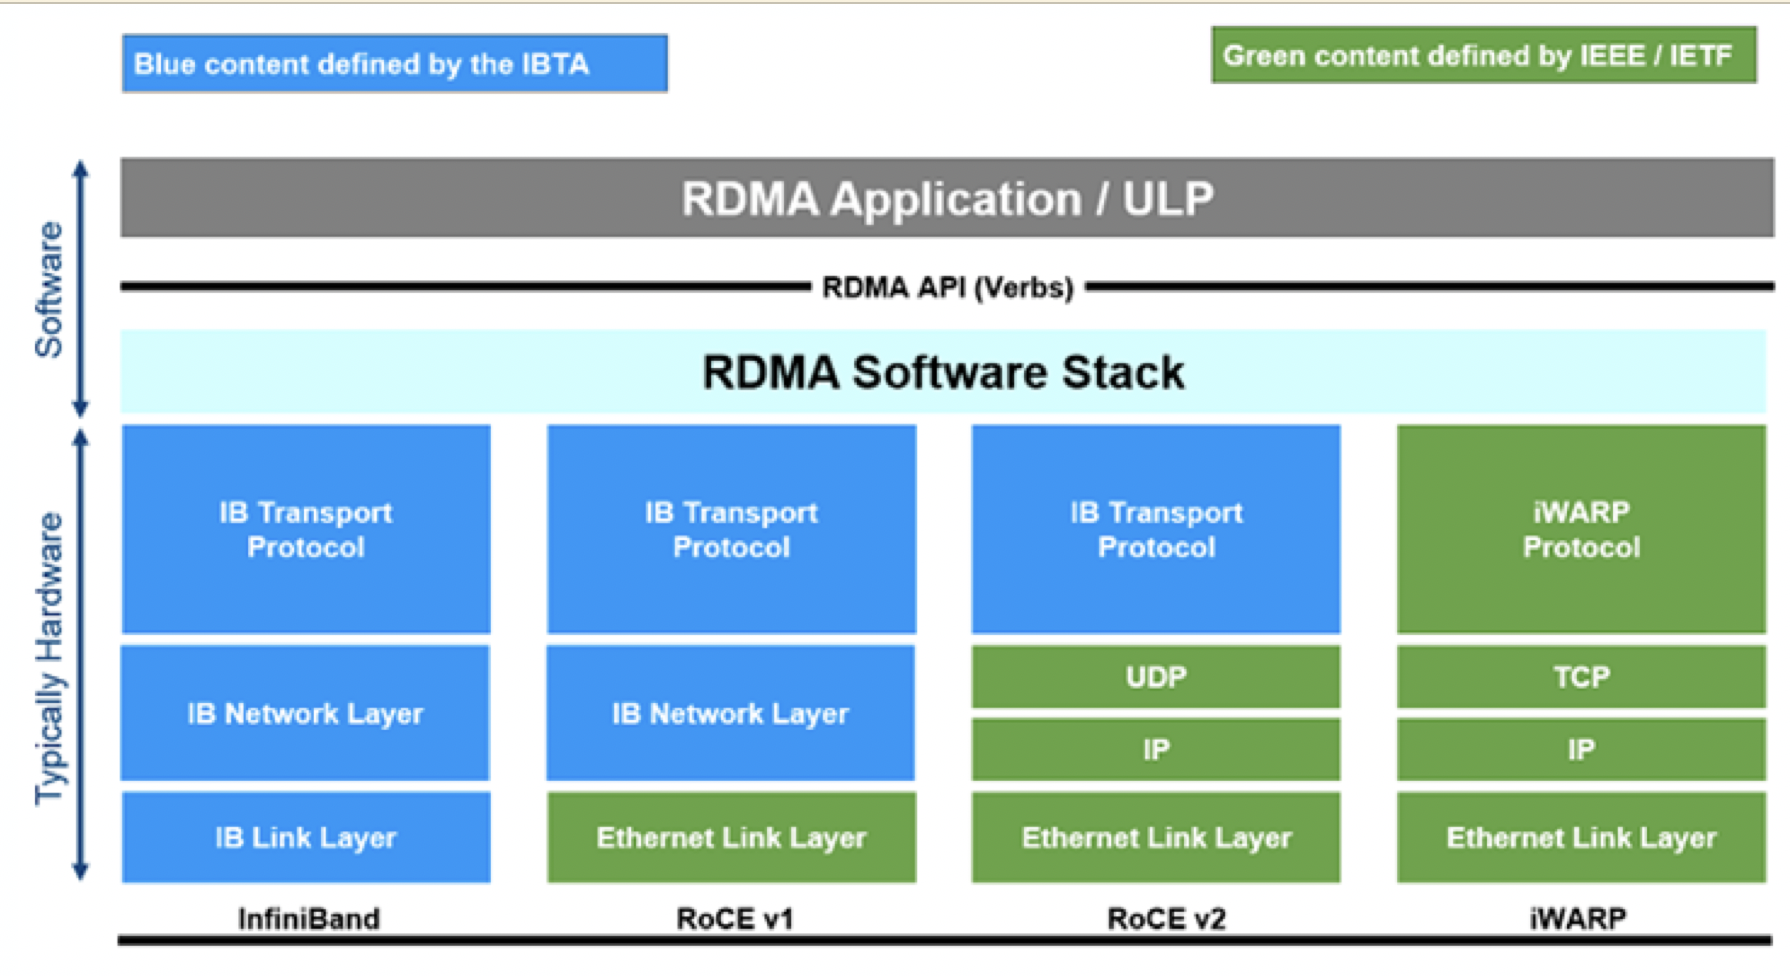 Blue content defined by the IBTA
Green content defined by IEEE / IETF
Software
RDMA Application / ULP
RDMA API (Verbs)
RDMA Software Stack
Typically Hardware
IB Transport
Protocol
IB Transport
Protocol
IB Transport
Protocol
iWARP
Protocol
IB Network Layer
IB Network Layer
UDP
TCP
IP
IP
IB Link Layer
Ethernet Link Layer
Ethernet Link Layer
Ethernet Link Layer
InfiniBand
RoCE v1
RoCE v2
iWARP